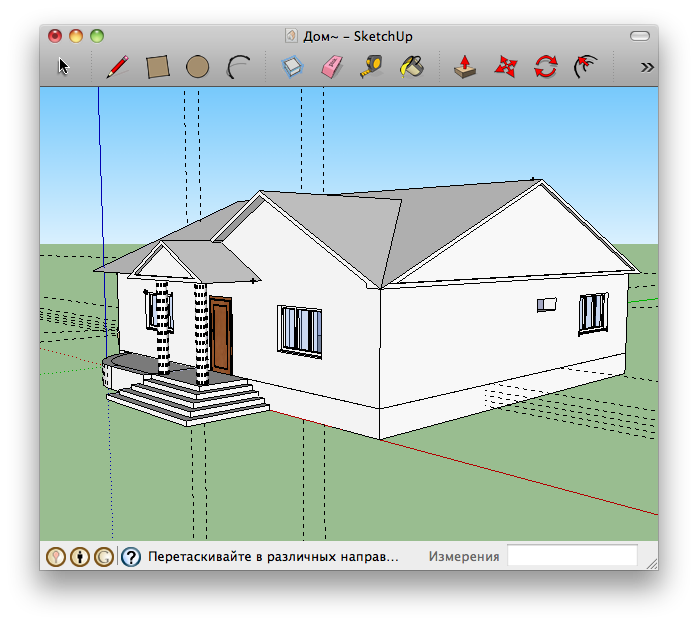 Дом~ – SketchUp
Перетаскивайте в различных направ...
Измерения